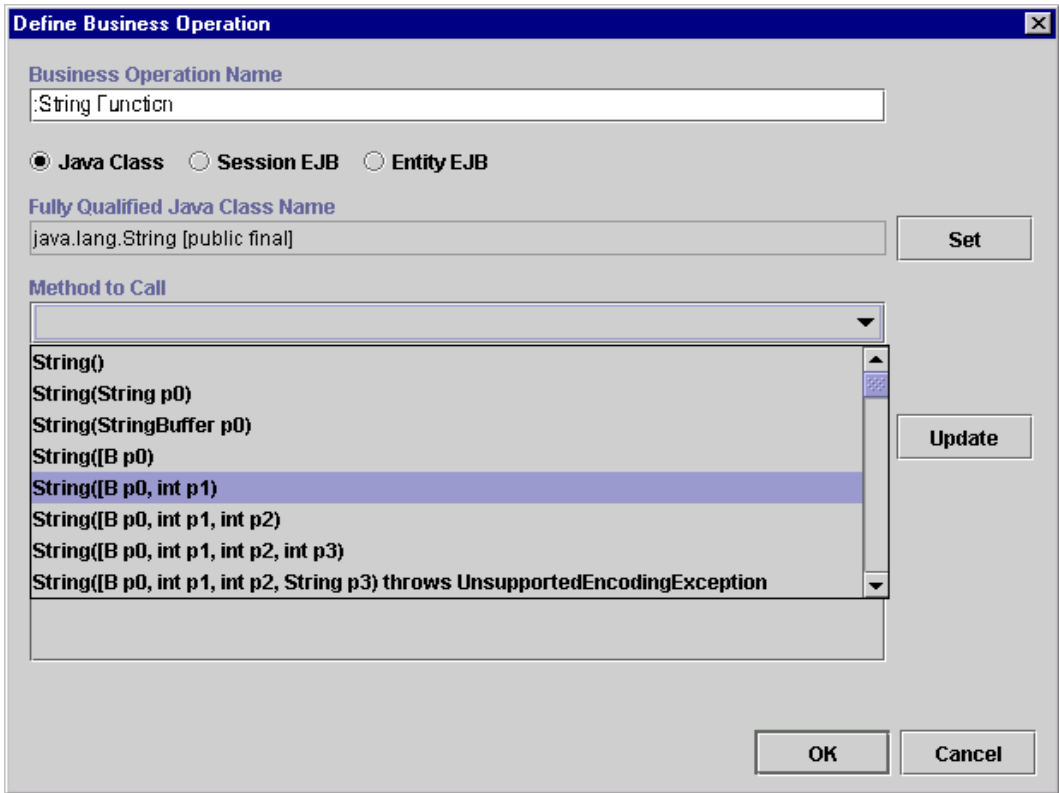 Define Business Operation
Business Operation Name
:String Function
Java Class Session EJB Entity EJB
Fully Qualified Java Class Name
java.lang.String [public final]
Set
Method to Call
String()
String(String p0)
String(StringBuffer p0)
String([B p0)
Update
String([B p0, int p1)
String([B p0, int p1, int p2)
String([B p0, int p1, int p2, int p3)
String([B p0, int p1, int p2, String p3) throws UnsupportedEncodingException
OK Cancel